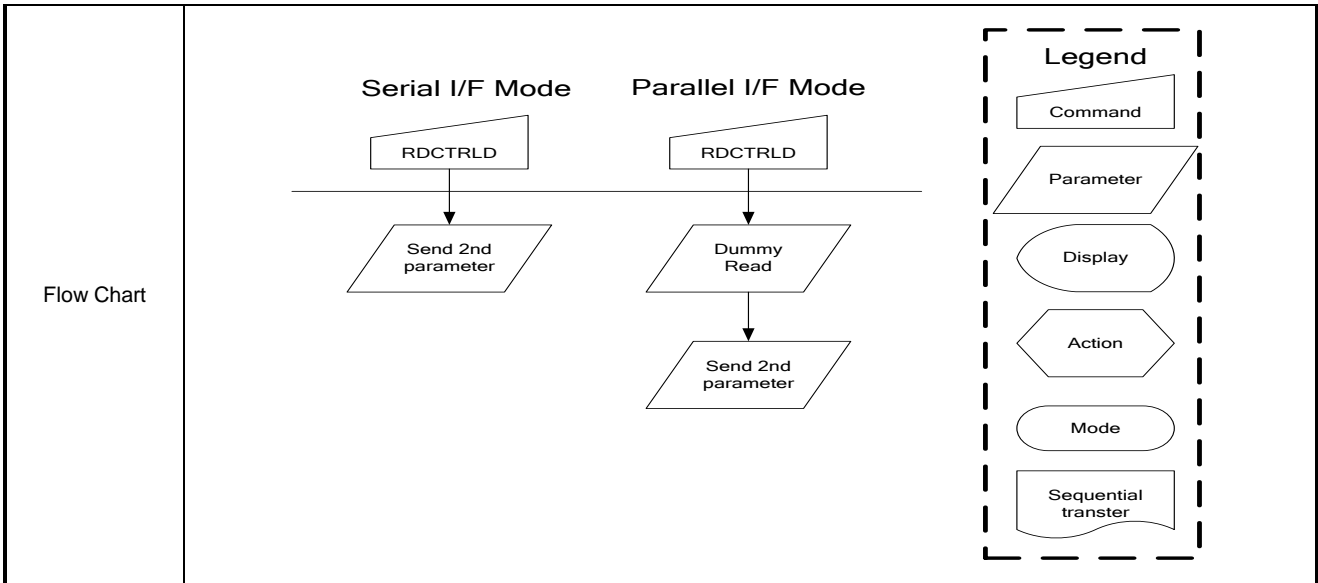 Flow Chart
Serial I/F Mode
RDCTRLD
Send 2nd
parameter
Parallel I/F Mode
RDCTRLD
Dummy
Read
Send 2nd
parameter
Legend
Command
Parameter
Display
Action
Mode
Sequential
transter